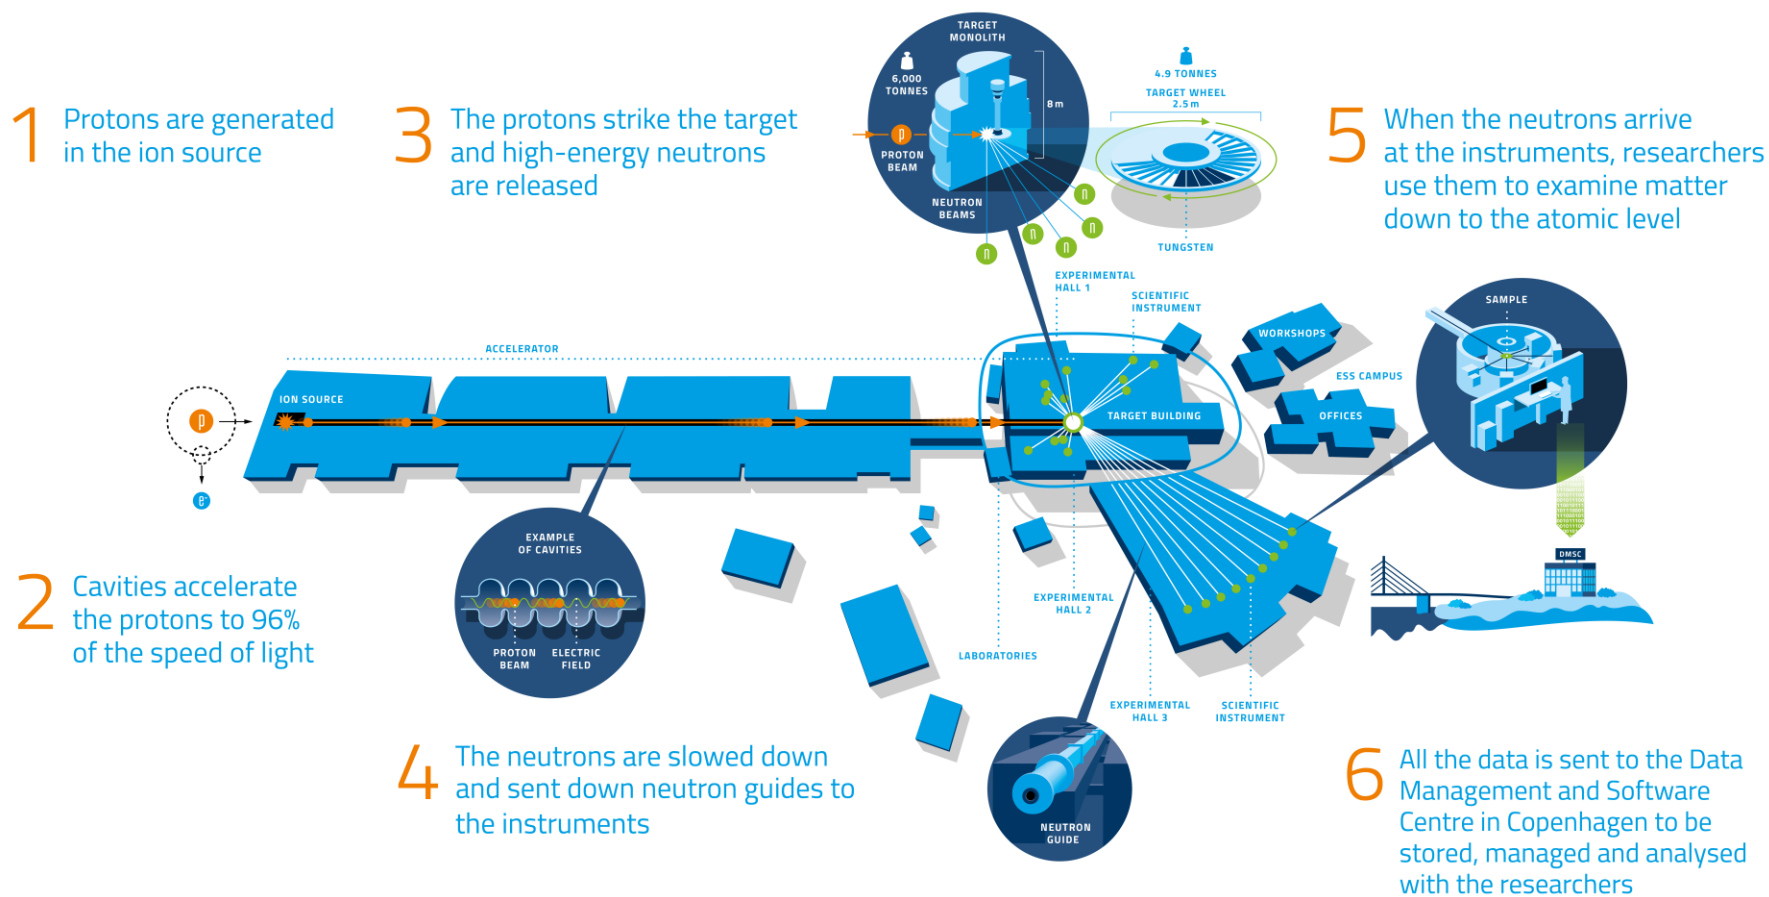 1
Protons are generated
in the ion source
3
The protons strike the target
and high-energy neutrons
are released
TARGET
MONOLITH
6,000
TONNES
8 m
p
PROTON
BEAM
NEUTRON
BEAMS
n
n
n
n
n
4.9 TONNES
TARGET WHEEL
2.5 m
TUNGSTEN
5
When the neutrons arrive
at the instruments, researchers
use them to examine matter
down to the atomic level
EXPERIMENTAL
HALL 1
SCIENTIFIC
INSTRUMENT
ACCELERATOR
ION SOURCE
p
e-
TARGET BUILDING
WORKSHOPS
ESS CAMPUS
OFFICES
SAMPLE
DMSC
EXAMPLE
OF CAVITIES
PROTON
BEAM
ELECTRIC
FIELD
2
Cavities accelerate
the protons to 96%
of the speed of light
EXPERIMENTAL
HALL 2
LABORATORIES
EXPERIMENTAL
HALL 3
SCIENTIFIC
INSTRUMENT
NEUTRON
GUIDE
4
The neutrons are slowed down
and sent down neutron guides to
the instruments
6
All the data is sent to the Data
Management and Software
Centre in Copenhagen to be
stored, managed and analysed
with the researchers